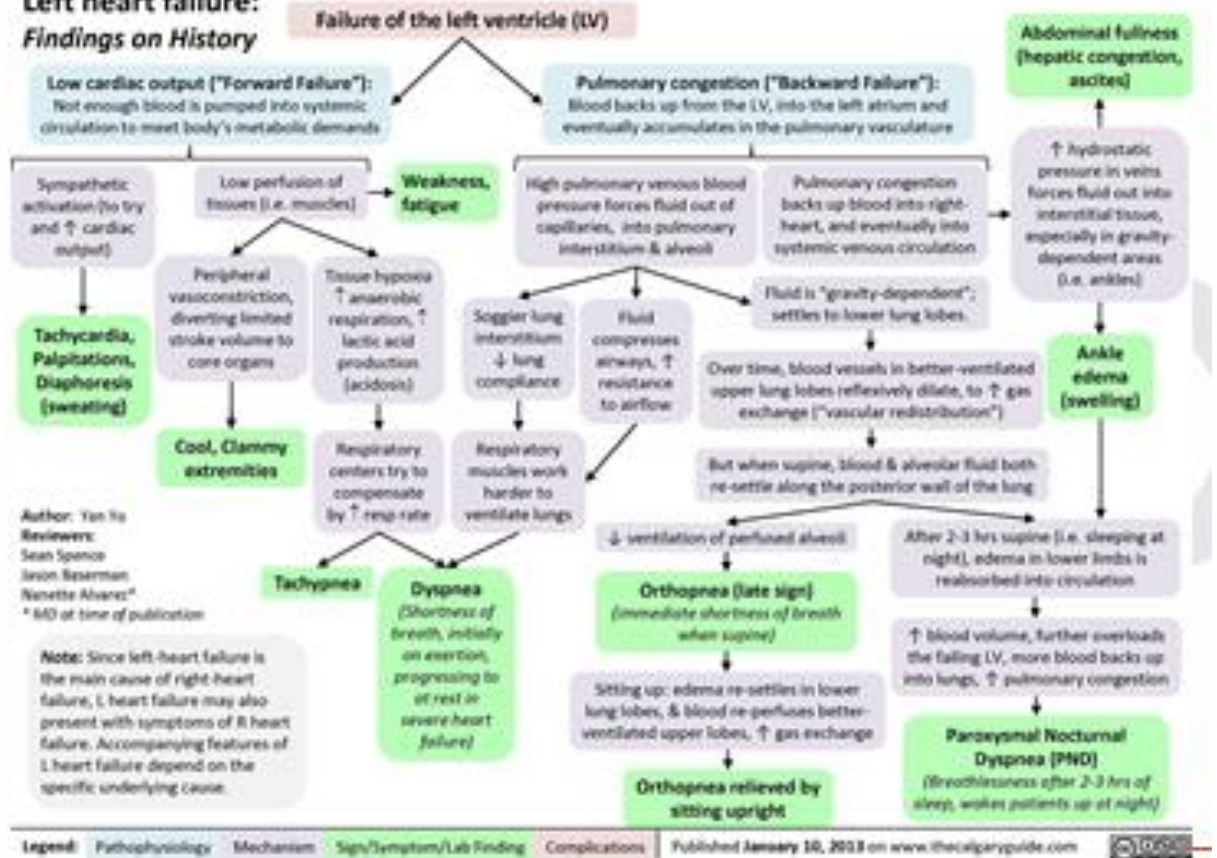 Left heart failure:
Findings on History
Failure of the left ventricle (LV)
Low cardiac output ("Forward Failure"):
Not enough blood is pumped into systemic
circulation to meet body's metabolic demands
Pulmonary congestion ("Backward Failure"):
Blood backs up from the LV, into the left atrium and
eventually accumulates in the pulmonary vasculature
Abdominal fullness
(hepatic congestion,
ascites)
Sympathetic
activation (to try
and ↑ cardiac
output)
Low perfusion of
tissues (i.e. muscles)
Weakness,
fatigue
High pulmonary venous blood
pressure forces fluid out of
capillaries, into pulmonary
interstitium & alveoli
Pulmonary congestion
backs up blood into right-
heart, and eventually into
systemic venous circulation
↑ hydrostatic
pressure in veins
forces fluid out into
interstitial tissue,
especially in gravity-
dependent areas
(i.e. ankles)
Tachycardia,
Palpitations,
Diaphoresis
(sweating)
Peripheral
vasoconstriction,
diverting limited
stroke volume to
core organs
Tissue hypoxia
↑ anaerobic
respiration, ↑
lactic acid
production
(acidosis)
Soggier lung
interstitium
↓ lung
compliance
Fluid
compresses
airways, ↑
resistance
to airflow
Fluid is "gravity-dependent";
settles to lower lung lobes.
Over time, blood vessels in better-ventilated
upper lung lobes reflexively dilate, to ↑ gas
exchange ("vascular redistribution")
Ankle
edema
(swelling)
Cool, Clammy
extremities
Respiratory
centers try to
compensate
by ↑ resp rate
Respiratory
muscles work
harder to
ventilate lungs
But when supine, blood & alveolar fluid both
re-settle along the posterior wall of the lung
↓ ventilation of perfused alveoli
After 2-3 hrs supine (i.e. sleeping at
night), edema in lower limbs is
reabsorbed into circulation
Author: Yan Yu
Reviewers:
Sean Spence
Jason Baserman
Nanette Alvarez*
* MD at time of publication
Tachypnea
Dyspnea
(Shortness of
breath, initially
on exertion,
progressing to
at rest in
severe heart
failure)
Orthopnea (late sign)
(immediate shortness of breath
when supine)
↑ blood volume, further overloads
the failing LV, more blood backs up
into lungs, ↑ pulmonary congestion
Note: Since left-heart failure is
the main cause of right-heart
failure, L heart failure may also
present with symptoms of R heart
failure. Accompanying features of
L heart failure depend on the
specific underlying cause.
Sitting up: edema re-settles in lower
lung lobes, & blood re-perfuses better-
ventilated upper lobes, ↑ gas exchange
Paroxysmal Nocturnal
Dyspnea (PND)
(Breathlessness after 2-3 hrs of
sleep, wakes patients up at night)
Orthopnea relieved by
sitting upright
Legend: Pathophysiology Mechanism Sign/Symptom/Lab Finding Complications Published January 10, 2013 on www.thecalgaryguide.com